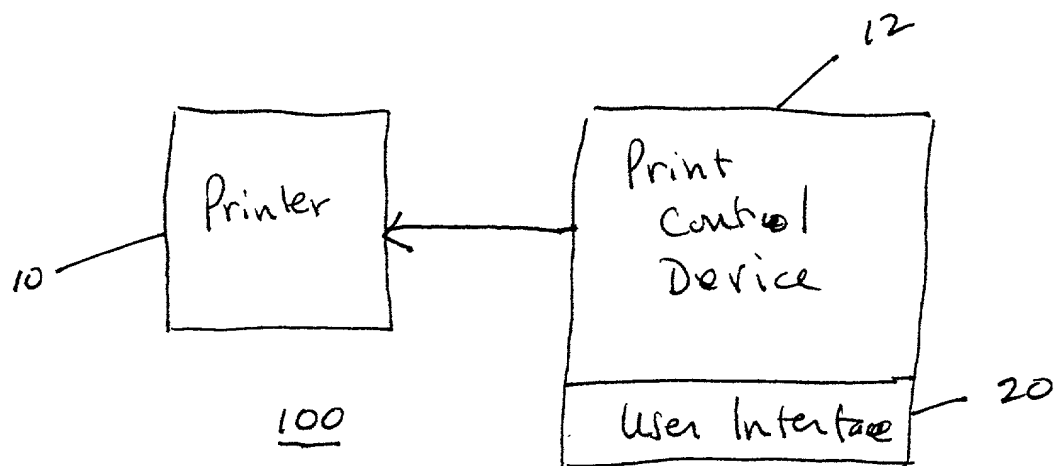 12
Printer
Print
Control
Device
10
User Interface
20
100